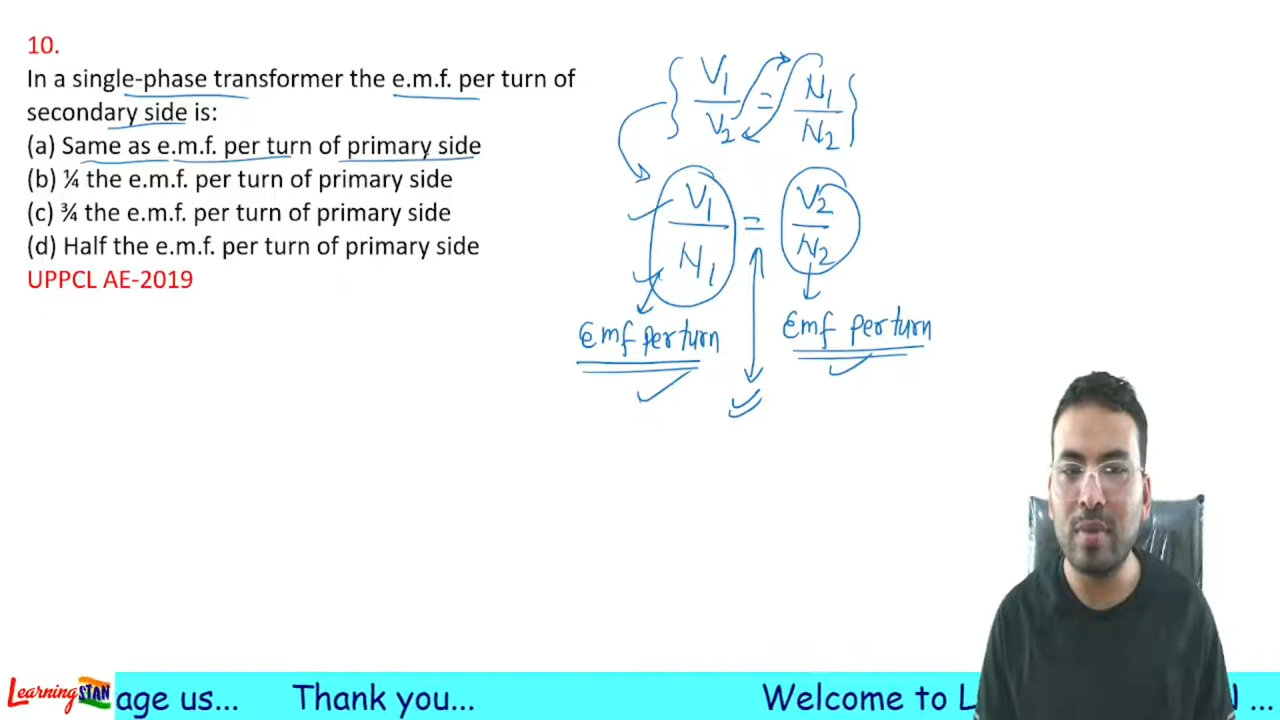 10.
In a single-phase transformer the e.m.f. per turn of
secondary side is:
(a) Same as e.m.f. per turn of primary side
(b) ¼ the e.m.f. per turn of primary side
(c) ¾ the e.m.f. per turn of primary side
(d) Half the e.m.f. per turn of primary side
UPPCL AE-2019
{ V1/V2 = N1/N2 }
V1/N1 = V2/N2
Emf per turn
Emf per turn
Learning STAN
age us... Thank you... Welcome to L ...